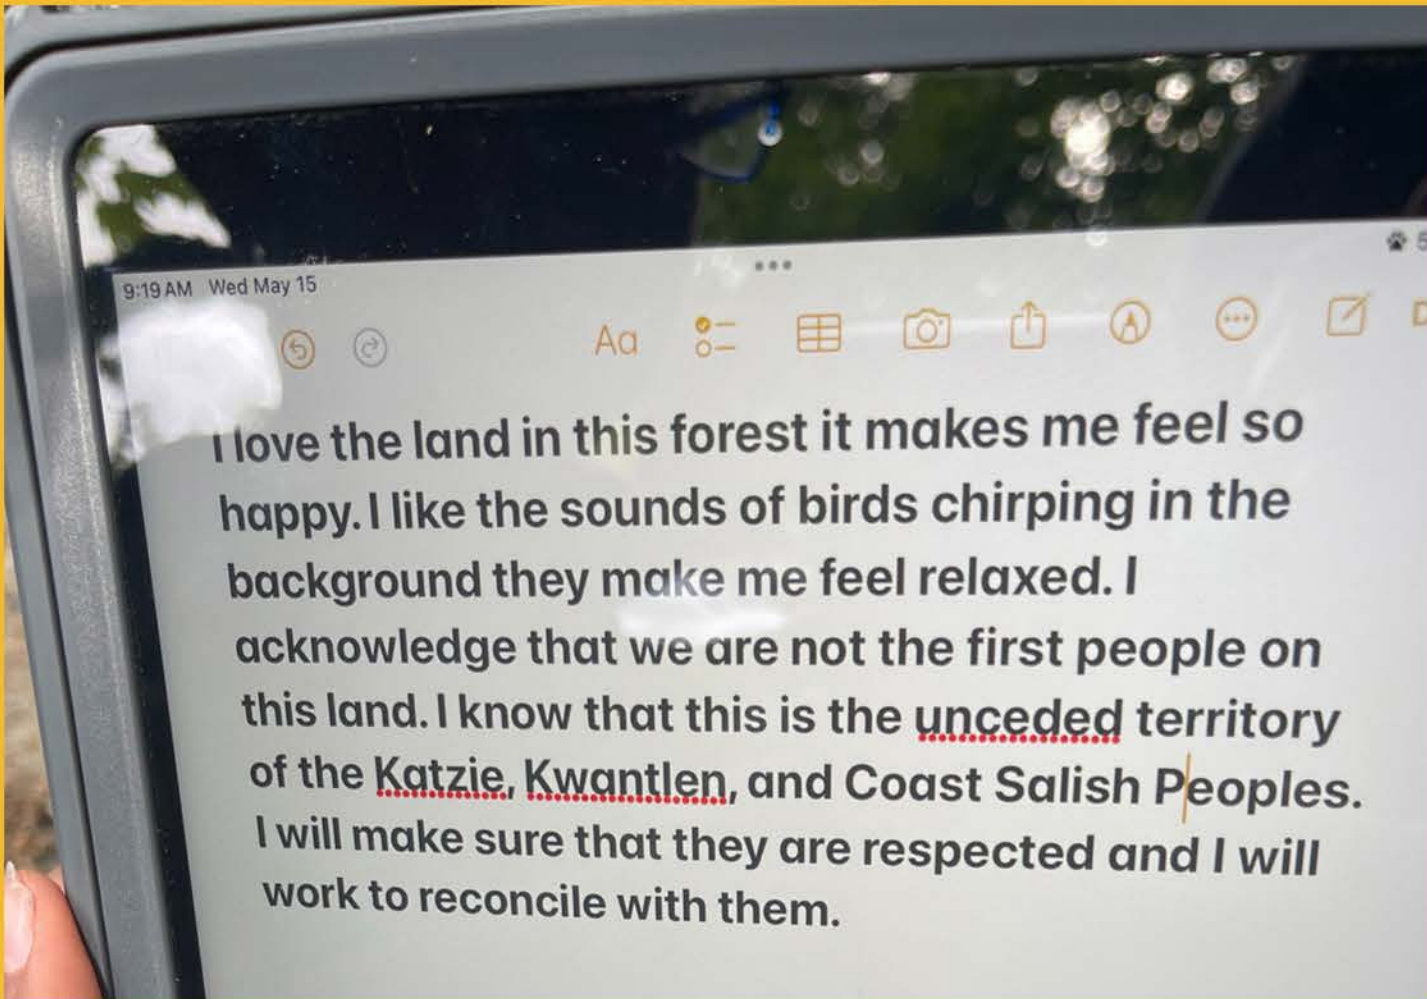 9:19 AM Wed May 15
Aa
I love the land in this forest it makes me feel so
happy. I like the sounds of birds chirping in the
background they make me feel relaxed. I
acknowledge that we are not the first people on
this land. I know that this is the unceded territory
of the Katzie, Kwantlen, and Coast Salish Peoples.
I will make sure that they are respected and I will
work to reconcile with them.